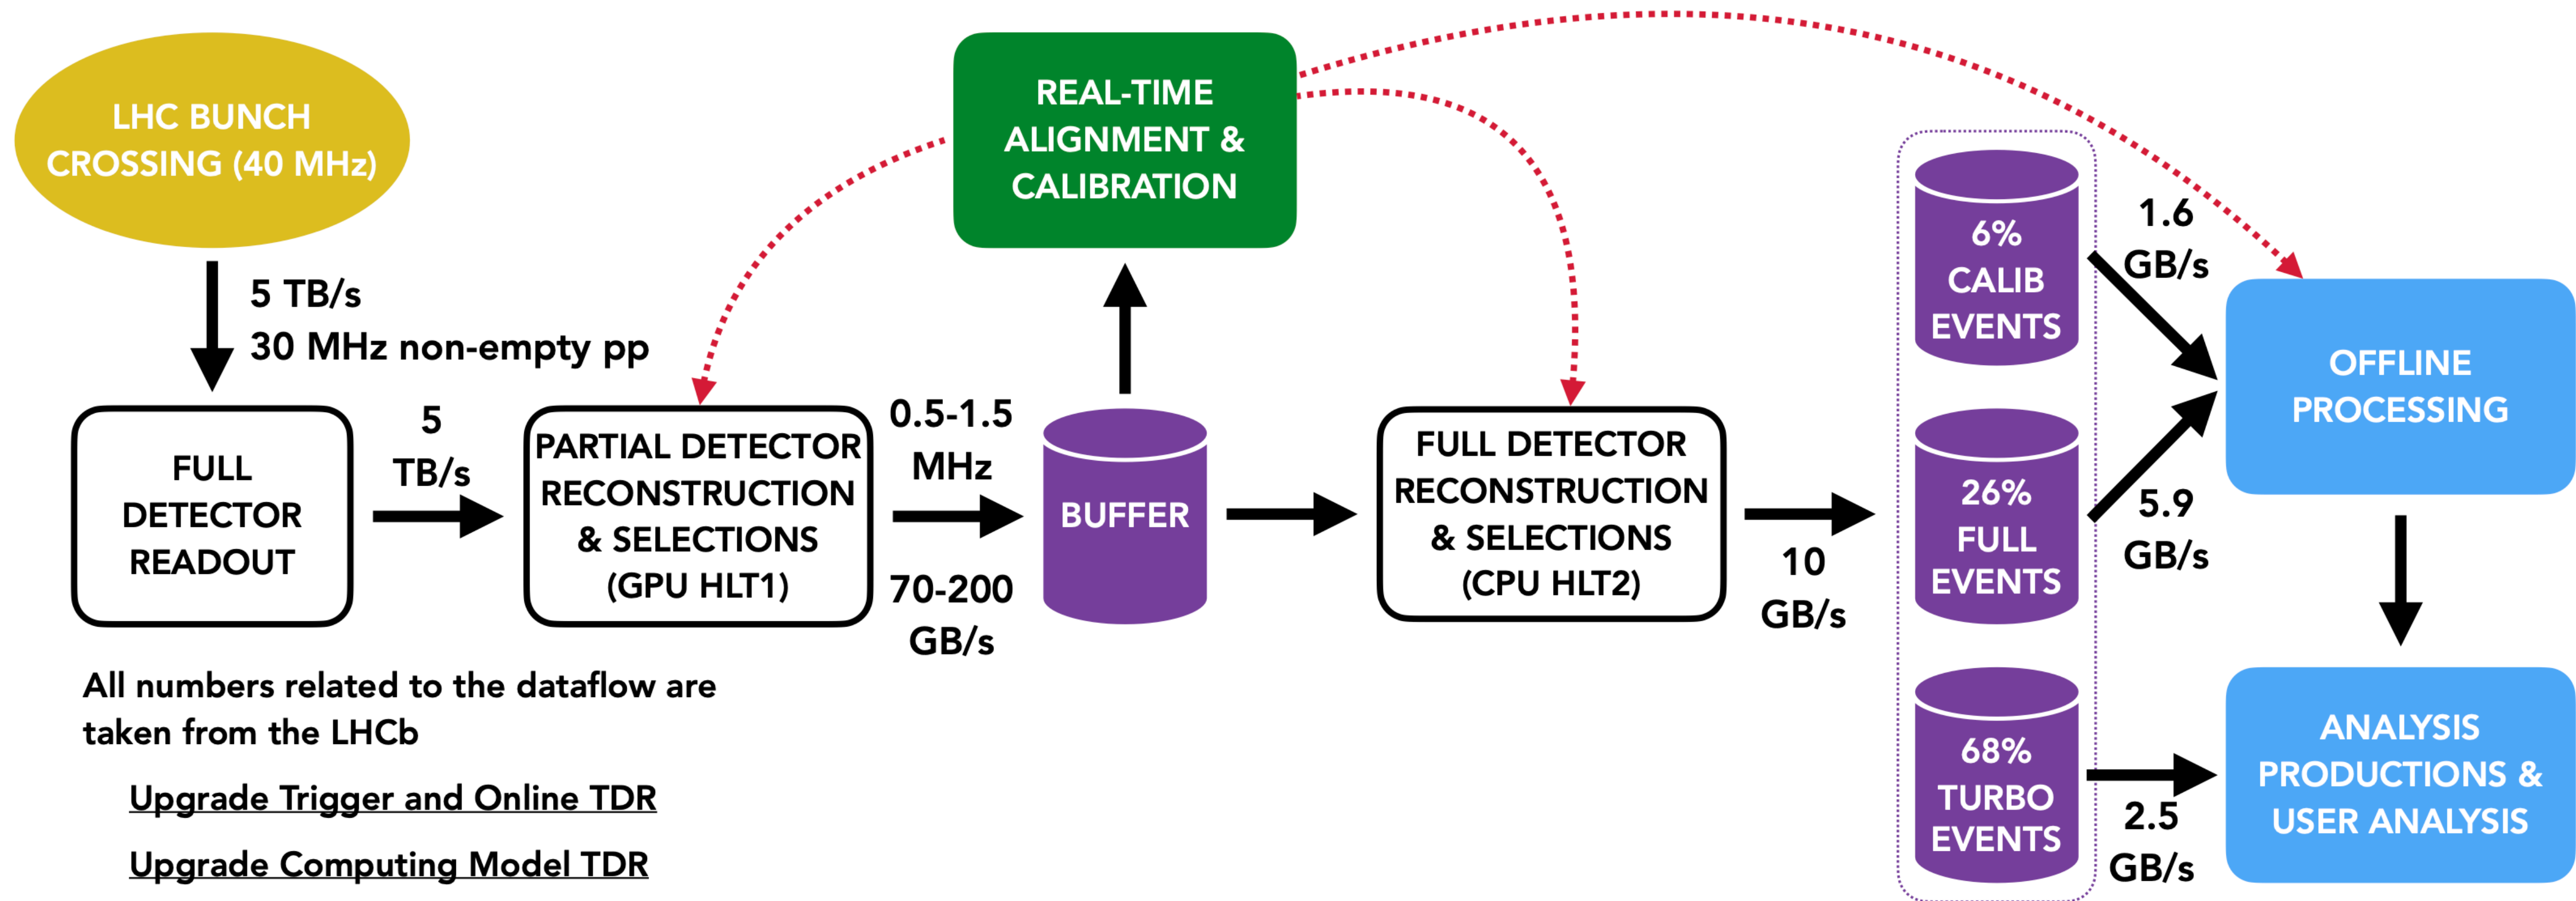 LHC BUNCH
CROSSING (40 MHz)
5 TB/s
30 MHz non-empty pp
FULL
DETECTOR
READOUT
5
TB/s
PARTIAL DETECTOR
RECONSTRUCTION
& SELECTIONS
(GPU HLT1)
0.5-1.5
MHz
70-200
GB/s
REAL-TIME
ALIGNMENT &
CALIBRATION
BUFFER
FULL DETECTOR
RECONSTRUCTION
& SELECTIONS
(CPU HLT2)
10
GB/s
6%
CALIB
EVENTS
1.6
GB/s
26%
FULL
EVENTS
5.9
GB/s
68%
TURBO
EVENTS
2.5
GB/s
OFFLINE
PROCESSING
ANALYSIS
PRODUCTIONS &
USER ANALYSIS
All numbers related to the dataflow are
taken from the LHCb
Upgrade Trigger and Online TDR
Upgrade Computing Model TDR